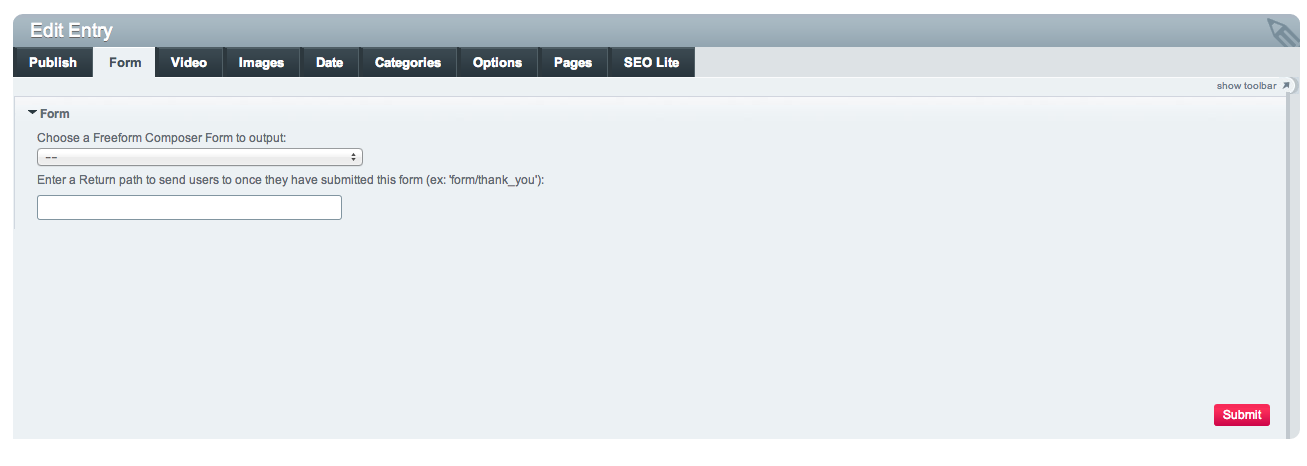 Edit Entry
Publish Form Video Images Date Categories Options Pages SEO Lite
show toolbar
Form
Choose a Freeform Composer Form to output:
--
Enter a Return path to send users to once they have submitted this form (ex: 'form/thank_you'):
Submit